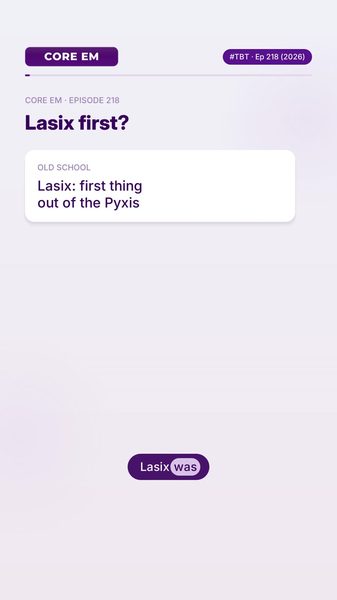 CORE EM
#TBT · Ep 218 (2026)
CORE EM · EPISODE 218
Lasix first?
OLD SCHOOL
Lasix: first thing
out of the Pyxis
Lasix was